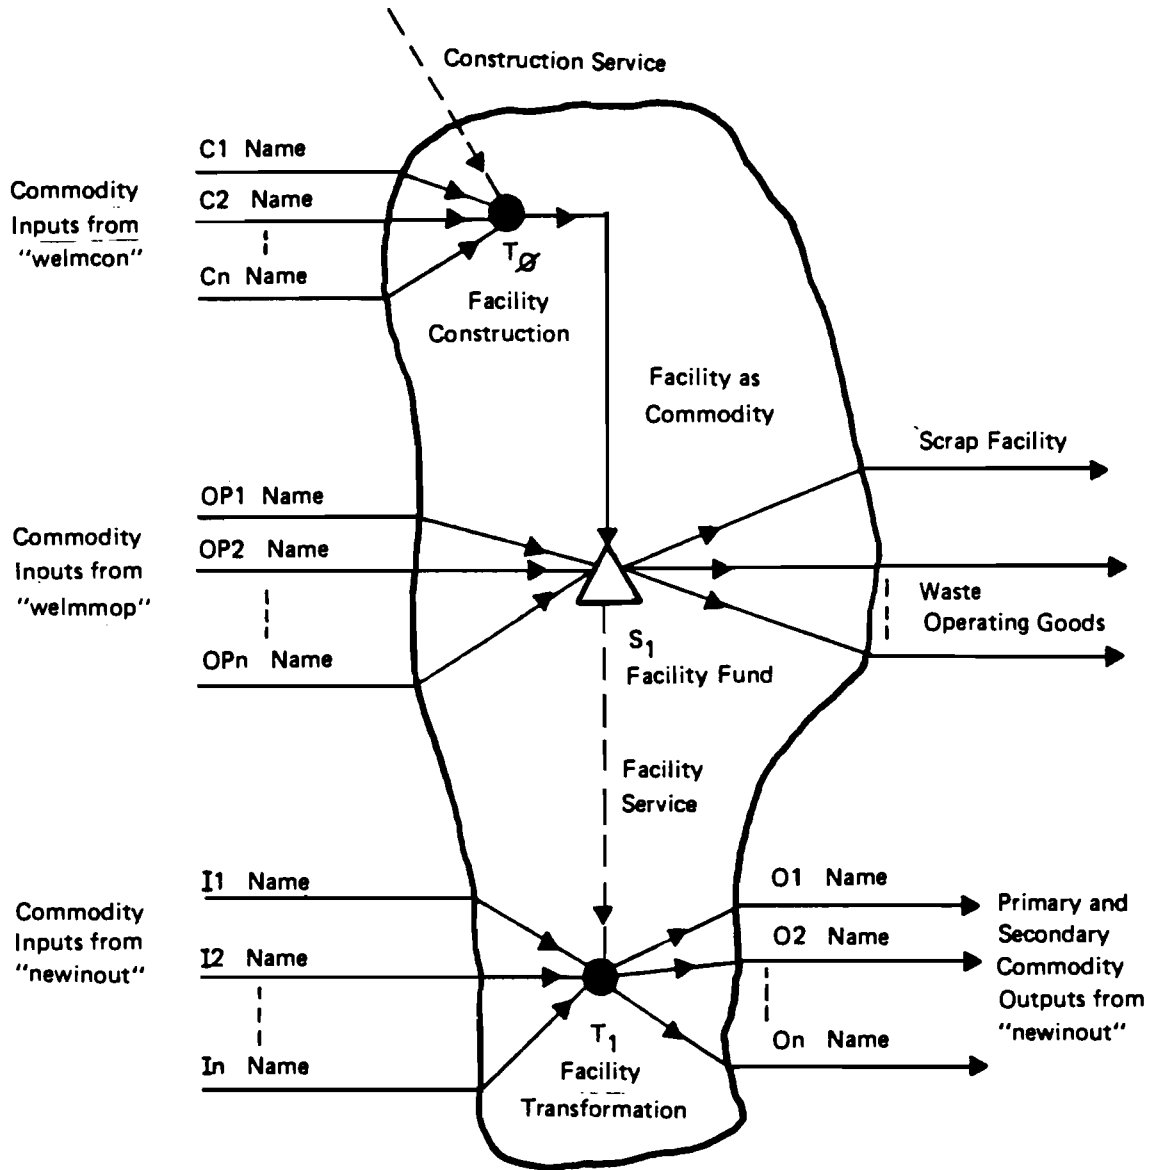 Construction Service
C1 Name
C2 Name
Cn Name
Commodity
Inputs from
"welmcon"
TØ
Facility
Construction
Facility as
Commodity
Scrap Facility
OP1 Name
OP2 Name
OPn Name
Commodity
Inputs from
"welmmop"
Waste
Operating Goods
S1
Facility Fund
Facility
Service
I1 Name
I2 Name
In Name
Commodity
Inputs from
"newinout"
O1 Name
O2 Name
On Name
Primary and
Secondary
Commodity
Outputs from
"newinout"
T1
Facility
Transformation